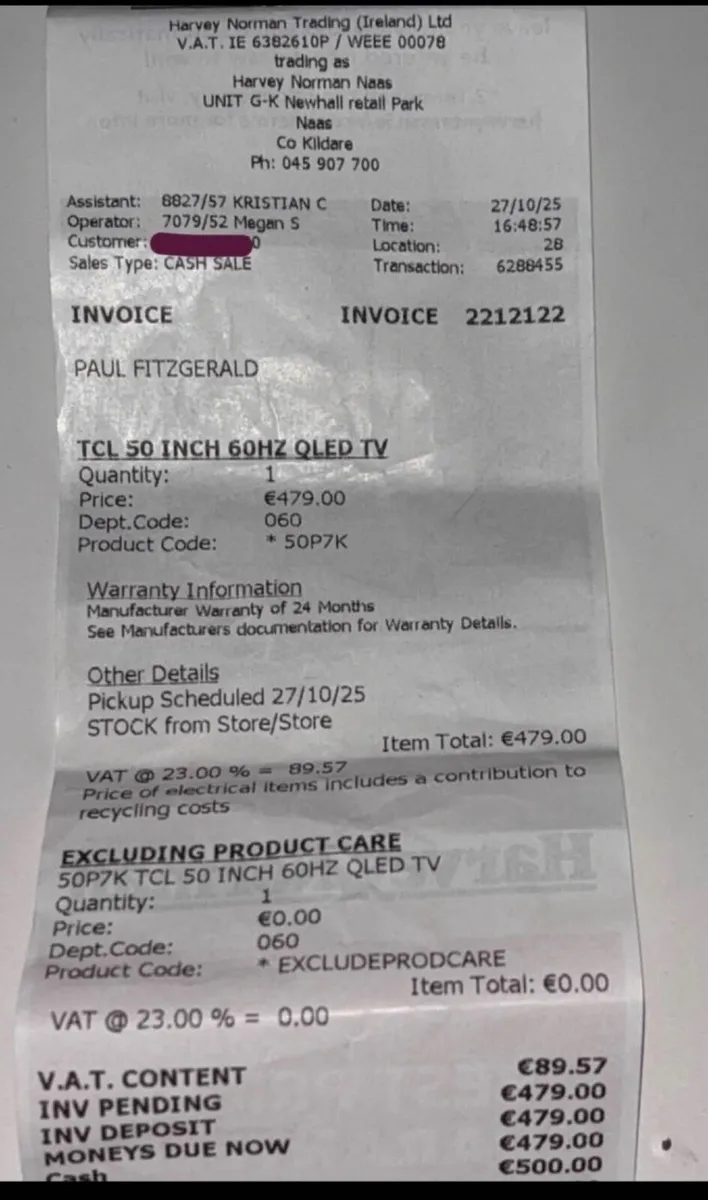 Harvey Norman Trading (Ireland) Ltd
V.A.T. IE 6382610P / WEEE 00078
trading as
Harvey Norman Naas
UNIT G-K Newhall retail Park
Naas
Co Kildare
Ph: 045 907 700
Assistant: 8827/57 KRISTIAN C Date: 27/10/25
Operator: 7079/52 Megan S Time: 16:48:57
Customer: 0 Location: 28
Sales Type: CASH SALE Transaction: 6288455
INVOICE INVOICE 2212122
PAUL FITZGERALD
TCL 50 INCH 60HZ QLED TV
Quantity: 1
Price: €479.00
Dept.Code: 060
Product Code: * 50P7K
Warranty Information
Manufacturer Warranty of 24 Months
See Manufacturers documentation for Warranty Details.
Other Details
Pickup Scheduled 27/10/25
STOCK from Store/Store
Item Total: €479.00
VAT @ 23.00 % = 89.57
Price of electrical items includes a contribution to
recycling costs
EXCLUDING PRODUCT CARE
50P7K TCL 50 INCH 60HZ QLED TV
Quantity: 1
Price: €0.00
Dept.Code: 060
Product Code: * EXCLUDEPRODCARE
Item Total: €0.00
VAT @ 23.00 % = 0.00
V.A.T. CONTENT €89.57
INV PENDING €479.00
INV DEPOSIT €479.00
MONEYS DUE NOW €479.00
Cash €500.00